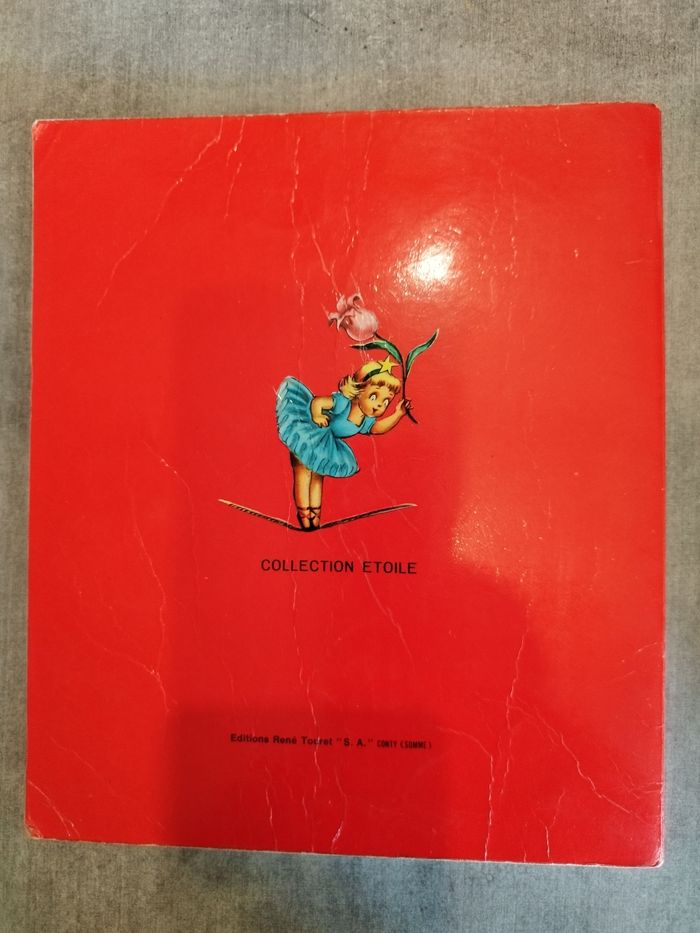 COLLECTION ETOILE
Editions René Touret "S. A." CONTY (SOMME)